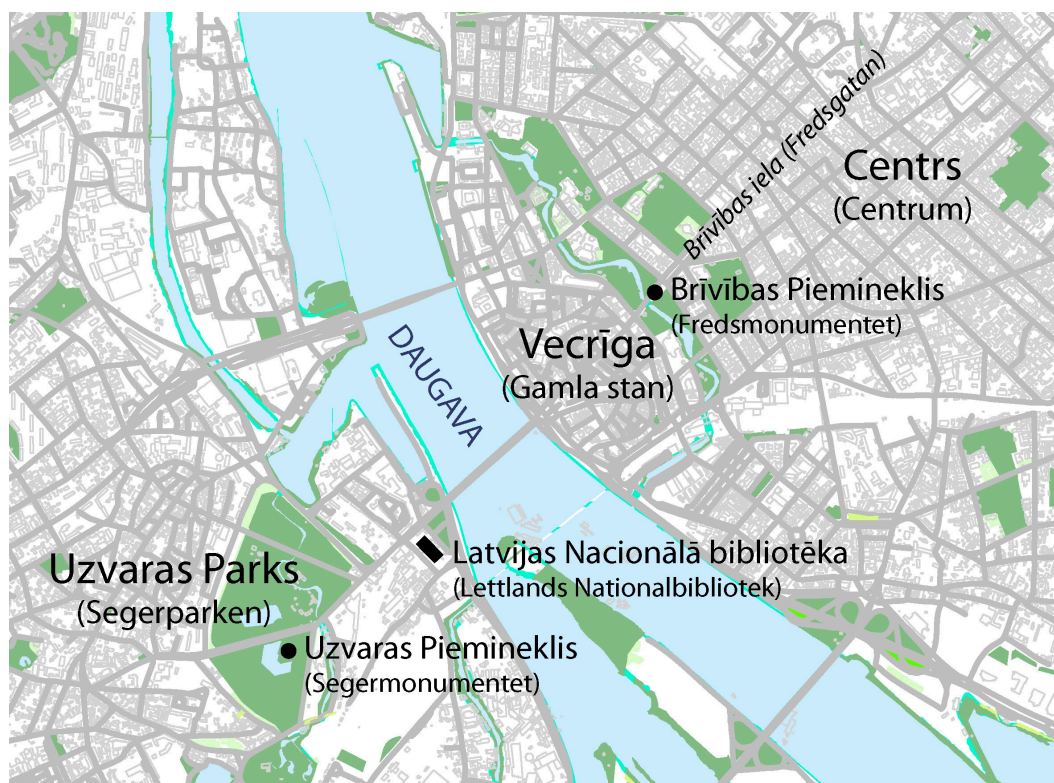 Brīvības iela (Fredsgatan)
Centrs
(Centrum)
Brīvības Piemineklis
(Fredsmonumentet)
DAUGAVA
Vecrīga
(Gamla stan)
Latvijas Nacionālā bibliotēka
(Lettlands Nationalbibliotek)
Uzvaras Parks
(Segerparken)
Uzvaras Piemineklis
(Segermonumentet)